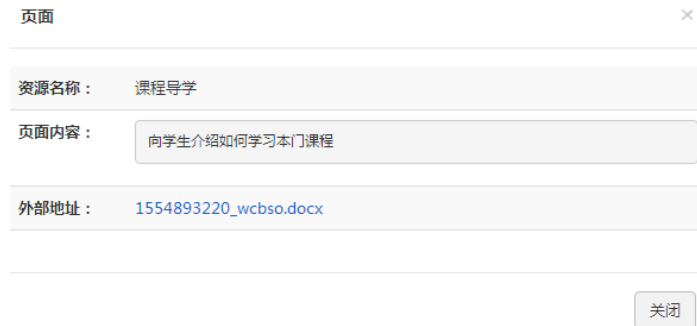 页面
×
资源名称： 课程导学
页面内容： 向学生介绍如何学习本门课程
外部地址： 1554893220_wcbso.docx
关闭